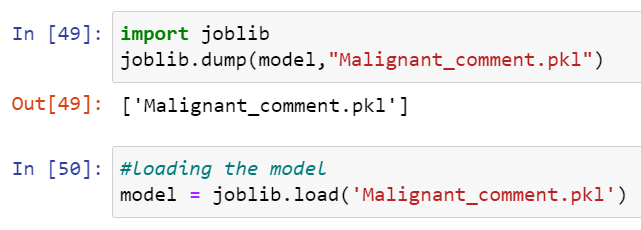 In [49]: import joblib
joblib.dump(model,"Malignant_comment.pkl")
Out[49]: ['Malignant_comment.pkl']
In [50]: #loading the model
model = joblib.load('Malignant_comment.pkl')